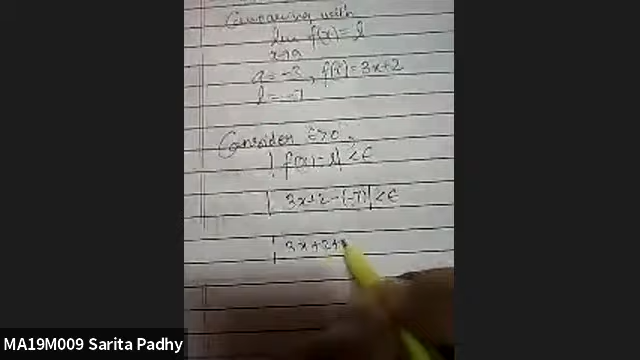 Comparing with
lim f(x) = l
x→a
a = -3, f(x) = 3x+2
l = -7
Consider ε>0,
| f(x) - l | < ε
| 3x+2 - (-7) | < ε
| 3x+2+
MA19M009 Sarita Padhy